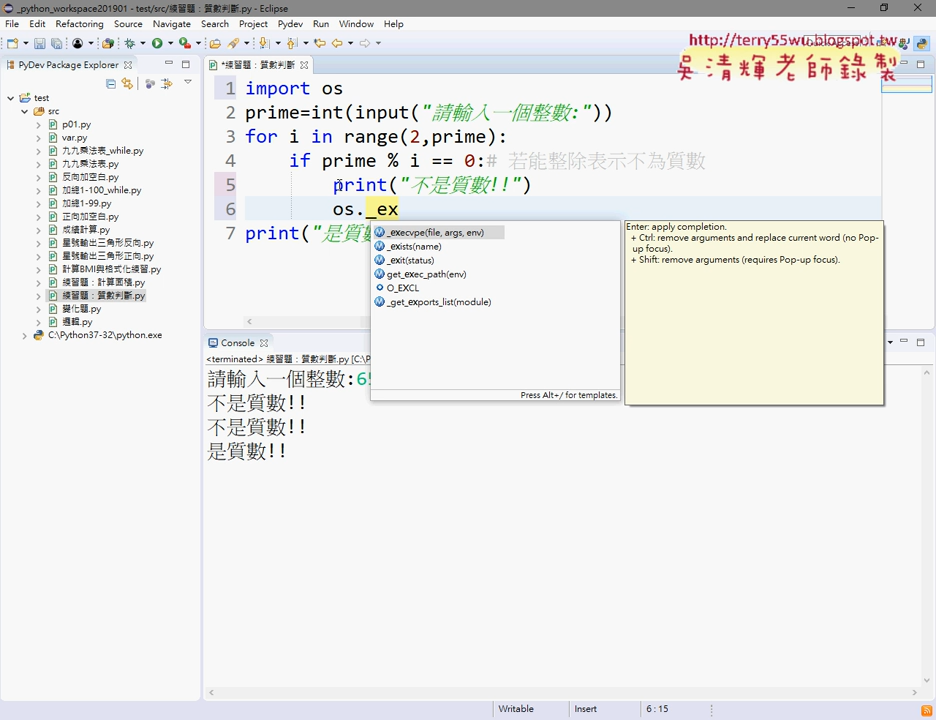 _python_workspace201901 - test/src/練習題：質數判斷.py - Eclipse
File Edit Refactoring Source Navigate Search Project Pydev Run Window Help
http://terry55wu.blogspot.tw
吳清輝老師錄製
PyDev Package Explorer
*練習題：質數判斷
test
src
p01.py
var.py
九九乘法表_while.py
九九乘法表.py
反向加空白.py
加總1-100_while.py
加總1-99.py
正向加空白.py
成績計算.py
星號輸出三角形反向.py
星號輸出三角形正向.py
計算BMI與格式化練習.py
練習題：計算面積.py
練習題：質數判斷.py
變化題.py
邏輯.py
C:\Python37-32\python.exe
1 import os
2 prime=int(input("請輸入一個整數:"))
3 for i in range(2,prime):
4 if prime % i == 0:# 若能整除表示不為質數
5 print("不是質數!!")
6 os._ex
7 print("是質數
_execvpe(file, args, env)
_exists(name)
_exit(status)
get_exec_path(env)
O_EXCL
_get_exports_list(module)
Press Alt+/ for templates.
Enter: apply completion.
+ Ctrl: remove arguments and replace current word (no Pop-
up focus).
+ Shift: remove arguments (requires Pop-up focus).
Console
<terminated> 練習題：質數判斷.py [C:\P
請輸入一個整數:65
不是質數!!
不是質數!!
是質數!!
Writable Insert 6 : 15